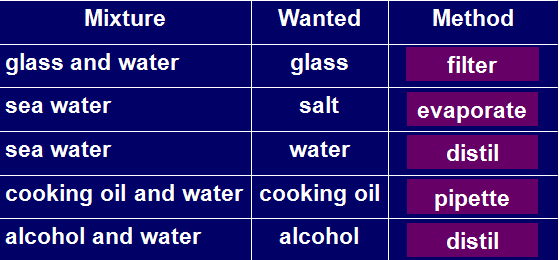 Mixture Wanted Method
glass and water glass filter
sea water salt evaporate
sea water water distil
cooking oil and water cooking oil pipette
alcohol and water alcohol distil